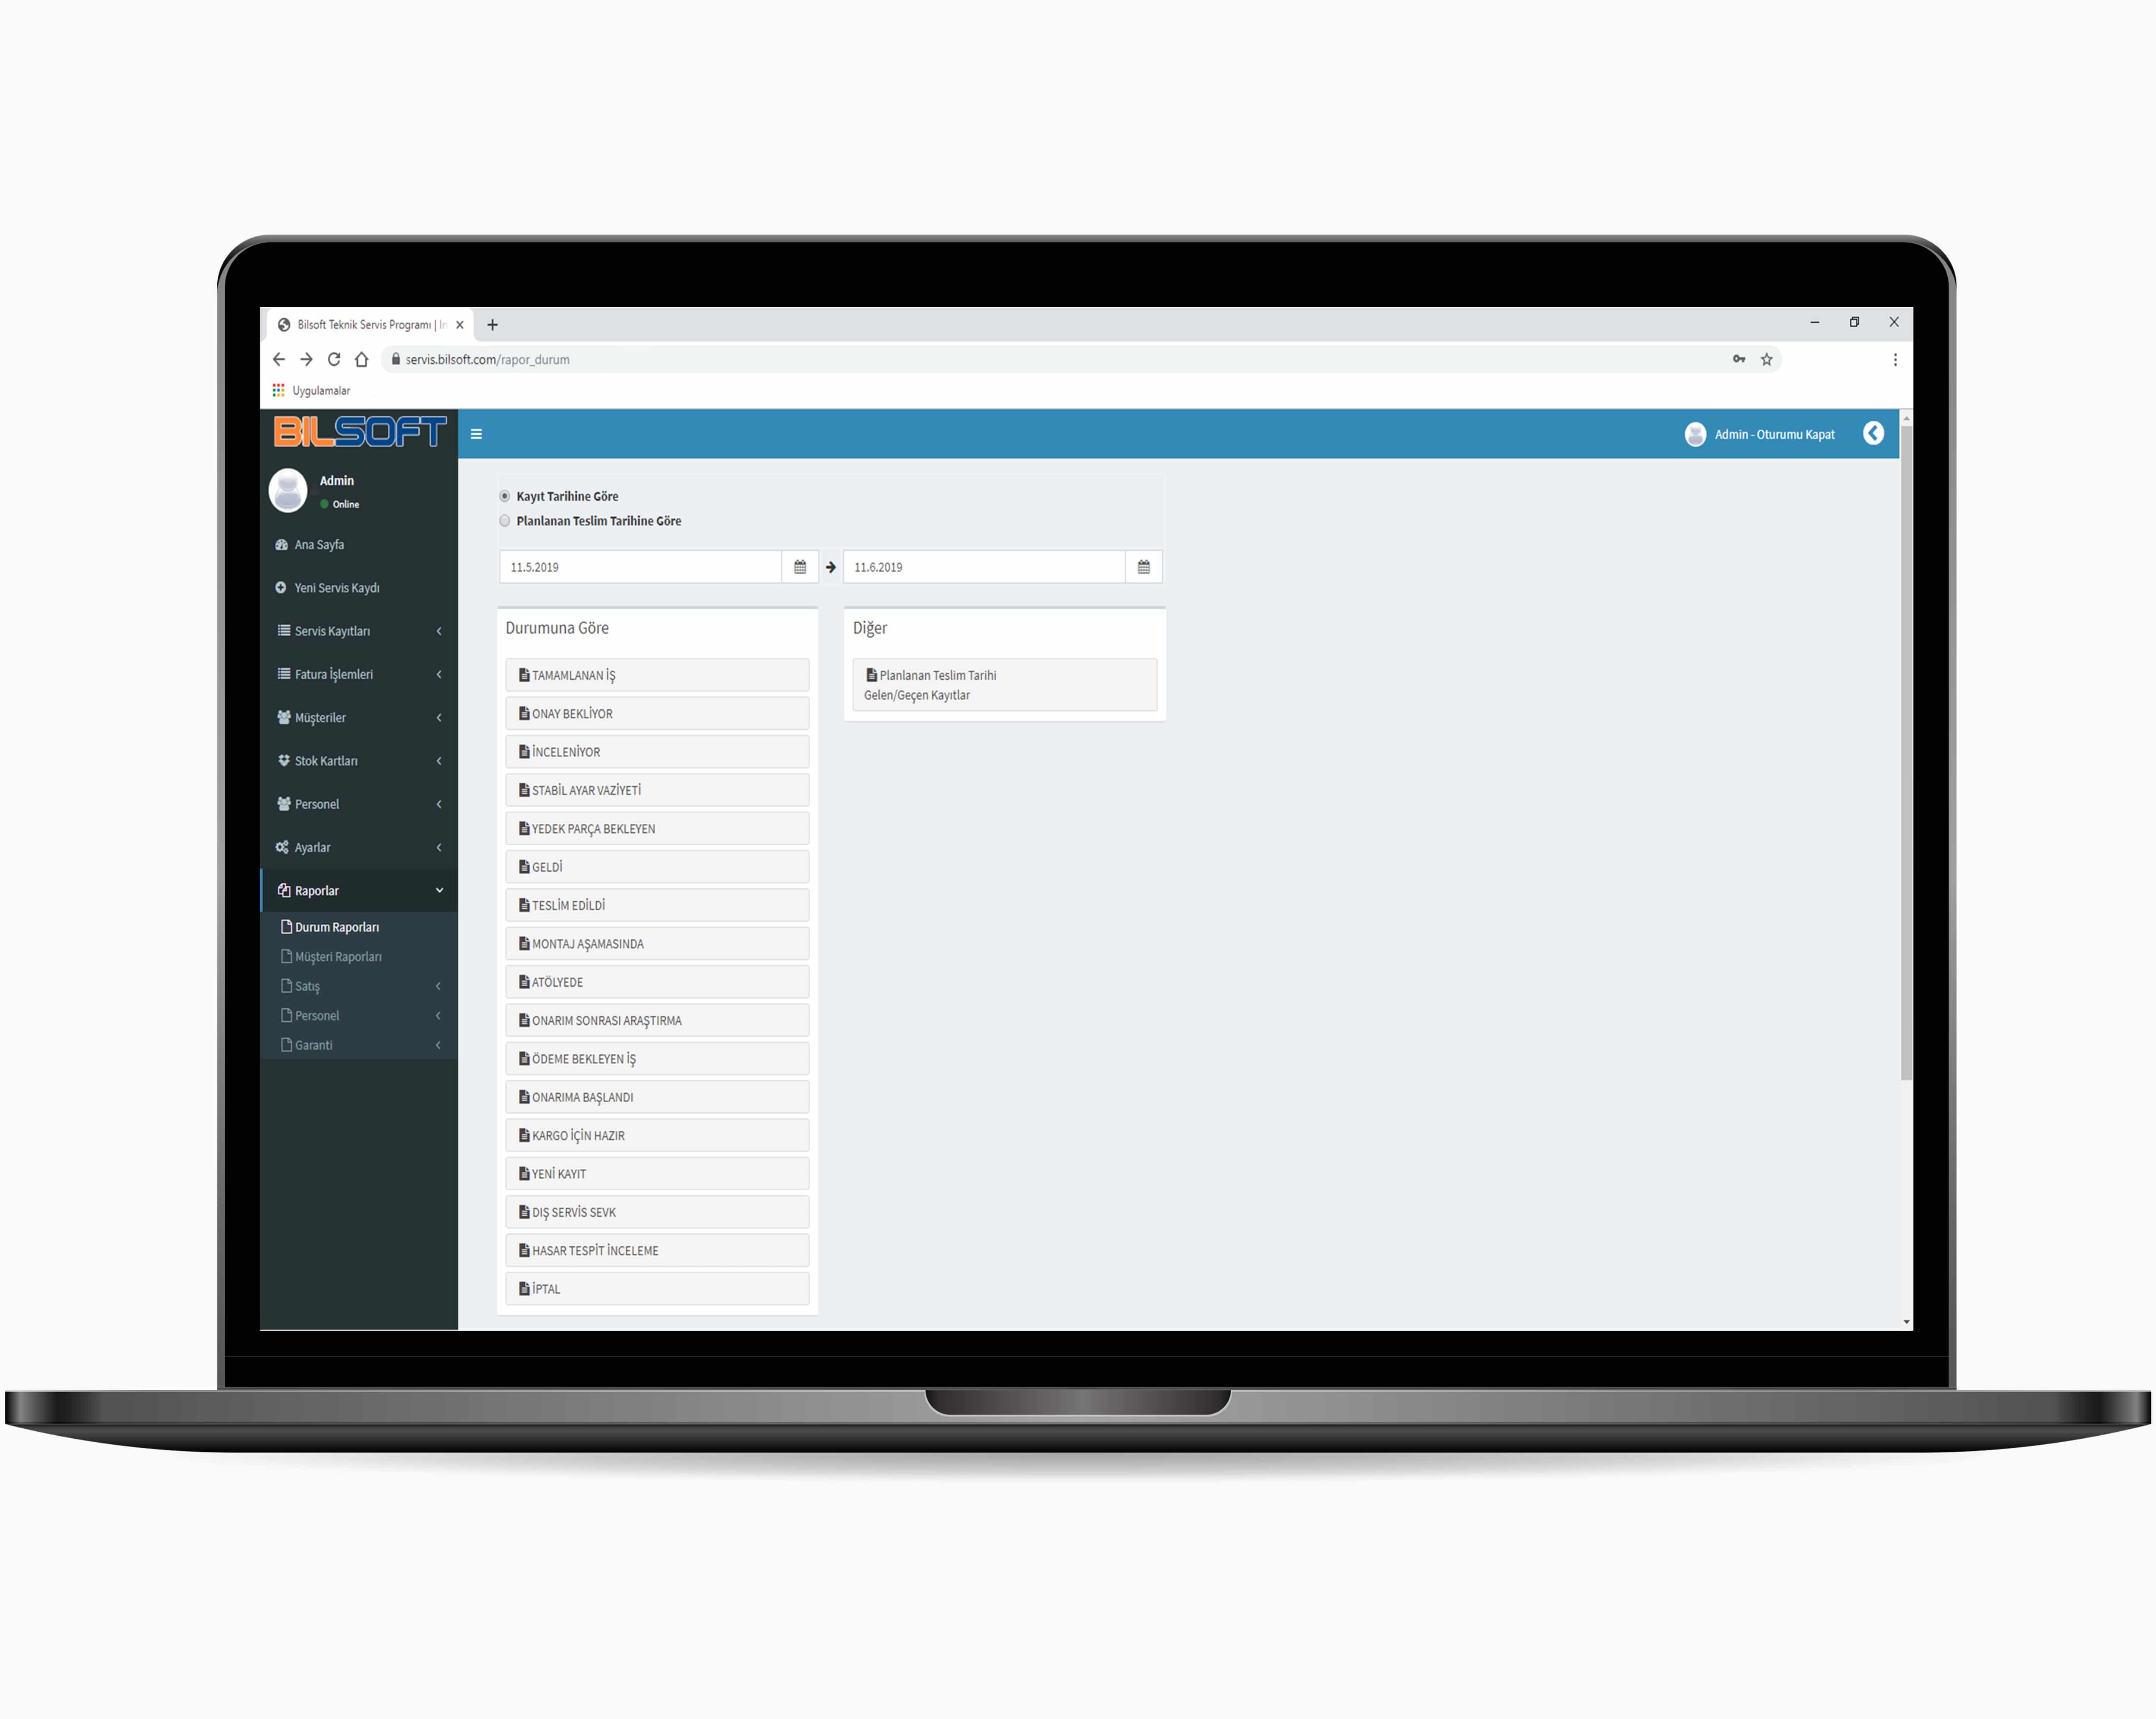 Bilsoft Teknik Servis Programı | In
servis.bilsoft.com/rapor_durum
Uygulamalar
BILSOFT
Admin - Oturumu Kapat
Admin
Online
Ana Sayfa
Yeni Servis Kaydı
Servis Kayıtları
Fatura İşlemleri
Müşteriler
Stok Kartları
Personel
Ayarlar
Raporlar
Durum Raporları
Müşteri Raporları
Satış
Personel
Garanti
Kayıt Tarihine Göre
Planlanan Teslim Tarihine Göre
11.5.2019
11.6.2019
Durumuna Göre
TAMAMLANAN İŞ
ONAY BEKLİYOR
İNCELENİYOR
STABİL AYAR VAZİYETİ
YEDEK PARÇA BEKLEYEN
GELDİ
TESLİM EDİLDİ
MONTAJ AŞAMASINDA
ATÖLYEDE
ONARIM SONRASI ARAŞTIRMA
ÖDEME BEKLEYEN İŞ
ONARIMA BAŞLANDI
KARGO İÇİN HAZIR
YENİ KAYIT
DIŞ SERVİS SEVK
HASAR TESPİT İNCELEME
İPTAL
Diğer
Planlanan Teslim Tarihi
Gelen/Geçen Kayıtlar